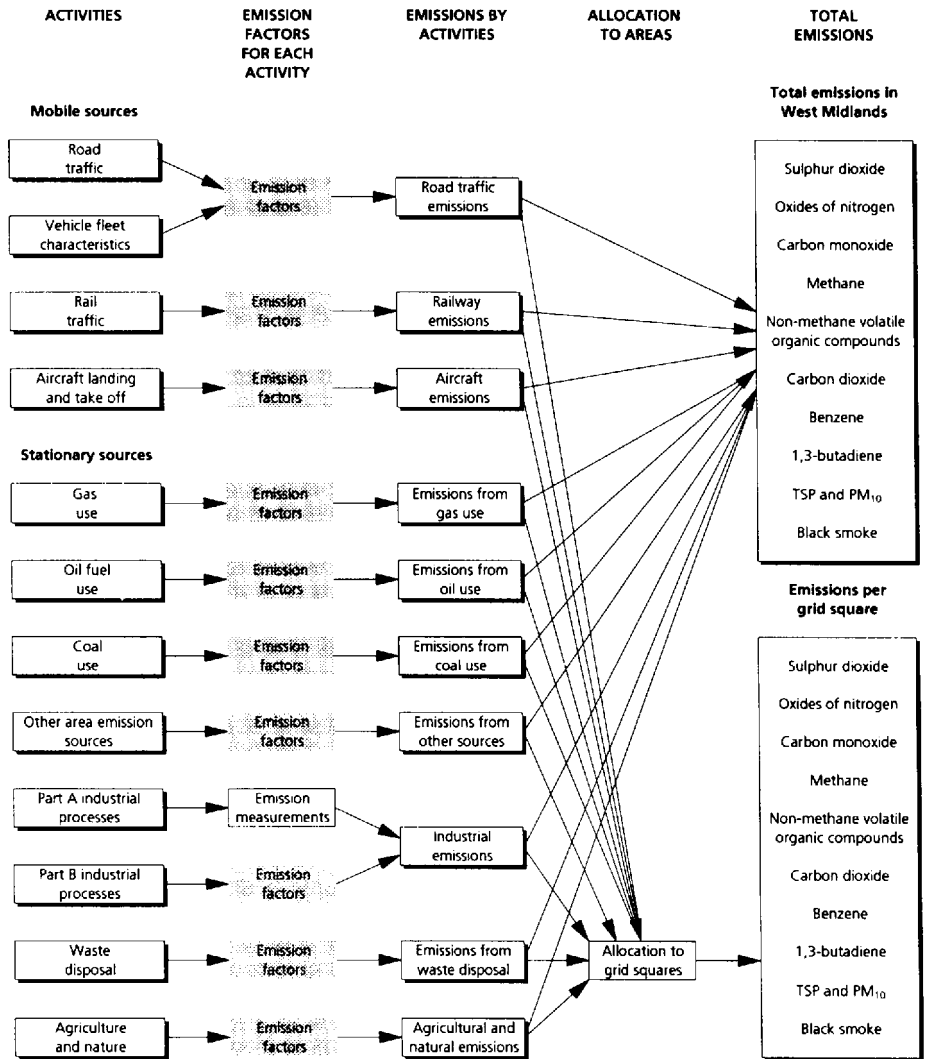 ACTIVITIES
EMISSION
FACTORS
FOR EACH
ACTIVITY
EMISSIONS BY
ACTIVITIES
ALLOCATION
TO AREAS
TOTAL
EMISSIONS
Mobile sources
Road
traffic
Vehicle fleet
characteristics
Emission
factors
Road traffic
emissions
Rail
traffic
Emission
factors
Railway
emissions
Aircraft landing
and take off
Emission
factors
Aircraft
emissions
Stationary sources
Gas
use
Emission
factors
Emissions from
gas use
Oil fuel
use
Emission
factors
Emissions from
oil use
Coal
use
Emission
factors
Emissions from
coal use
Other area emission
sources
Emission
factors
Emissions from
other sources
Part A industrial
processes
Emission
measurements
Part B industrial
processes
Emission
factors
Industrial
emissions
Waste
disposal
Emission
factors
Emissions from
waste disposal
Agriculture
and nature
Emission
factors
Agricultural and
natural emissions
Allocation to
grid squares
Total emissions in
West Midlands
Sulphur dioxide
Oxides of nitrogen
Carbon monoxide
Methane
Non-methane volatile
organic compounds
Carbon dioxide
Benzene
1,3-butadiene
TSP and PM₁₀
Black smoke
Emissions per
grid square
Sulphur dioxide
Oxides of nitrogen
Carbon monoxide
Methane
Non-methane volatile
organic compounds
Carbon dioxide
Benzene
1,3-butadiene
TSP and PM₁₀
Black smoke